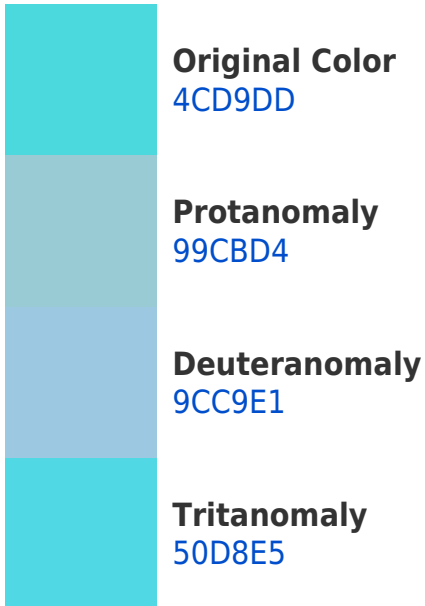 Original Color
4CD9DD
Protanomaly
99CBD4
Deuteranomaly
9CC9E1
Tritanomaly
50D8E5